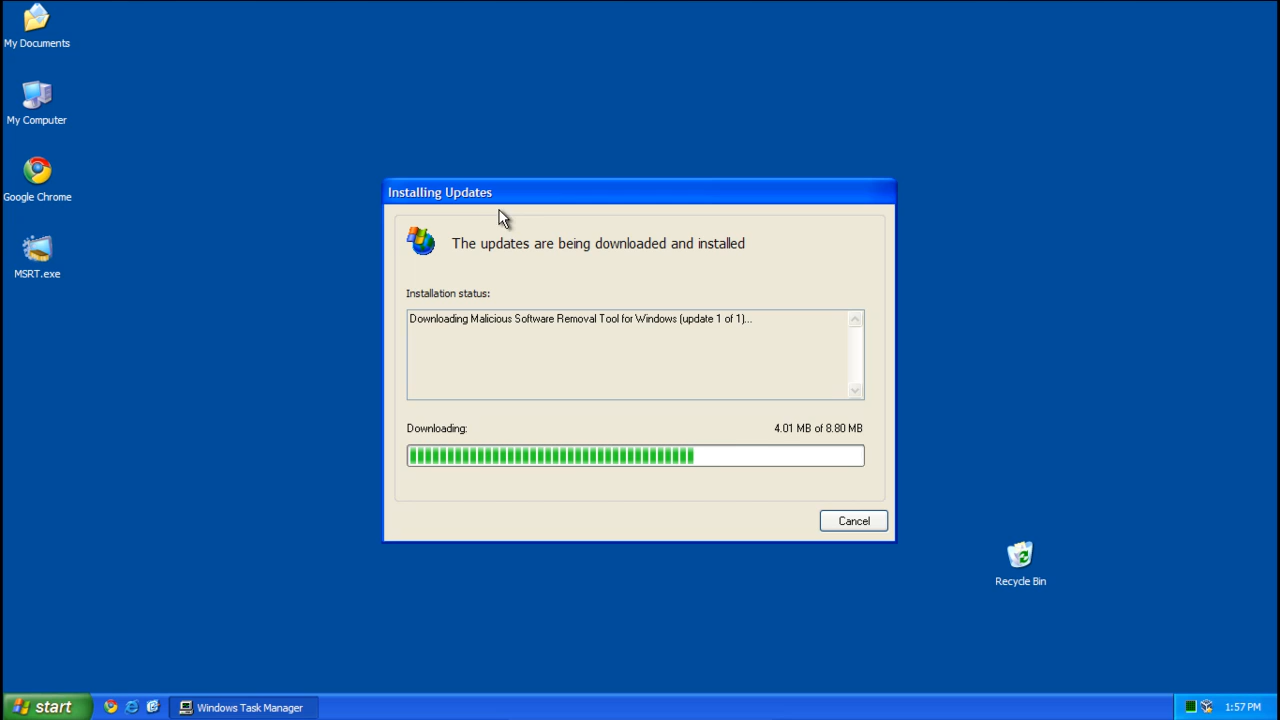 My Documents
My Computer
Google Chrome
MSRT.exe
Installing Updates
The updates are being downloaded and installed
Installation status:
Downloading Malicious Software Removal Tool for Windows (update 1 of 1)...
Downloading: 4.01 MB of 8.80 MB
Cancel
Recycle Bin
start Windows Task Manager 1:57 PM